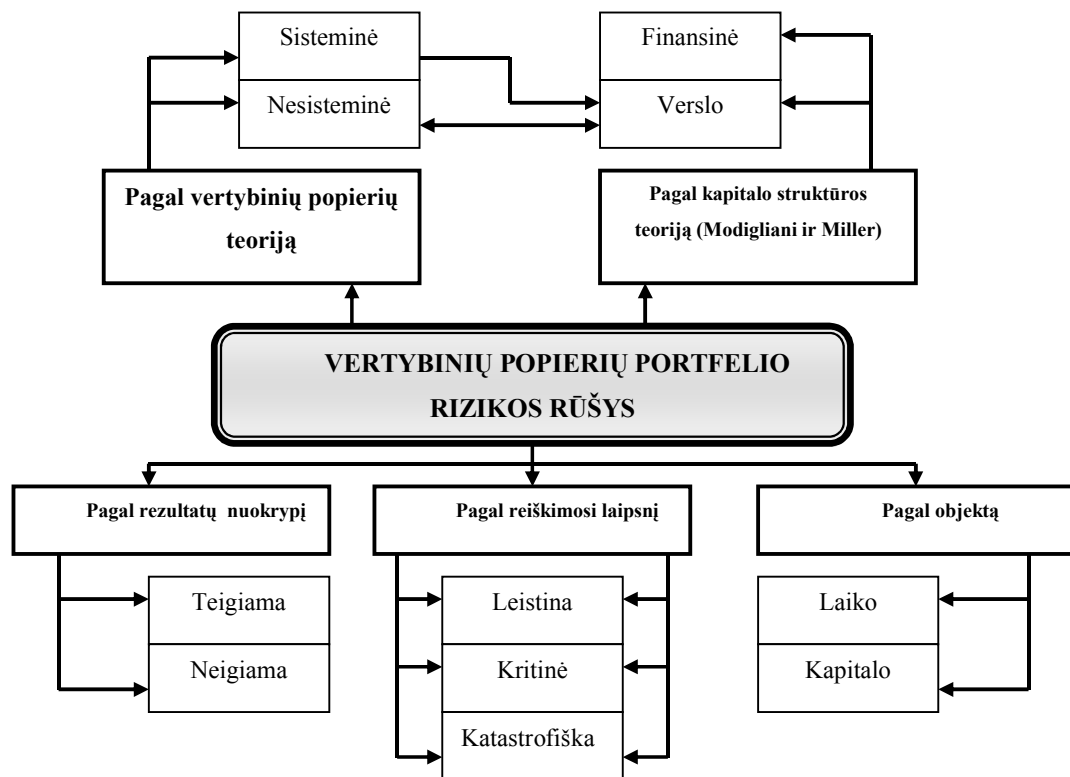 Sisteminė
Finansinė
Nesisteminė
Verslo
Pagal vertybinių popierių
teoriją
Pagal kapitalo struktūros
teoriją (Modigliani ir Miller)
VERTYBINIŲ POPIERIŲ PORTFELIO
RIZIKOS RŪŠYS
Pagal rezultatų nuokrypį
Pagal reiškimosi laipsnį
Pagal objektą
Teigiama
Leistina
Laiko
Neigiama
Kritinė
Kapitalo
Katastrofiška